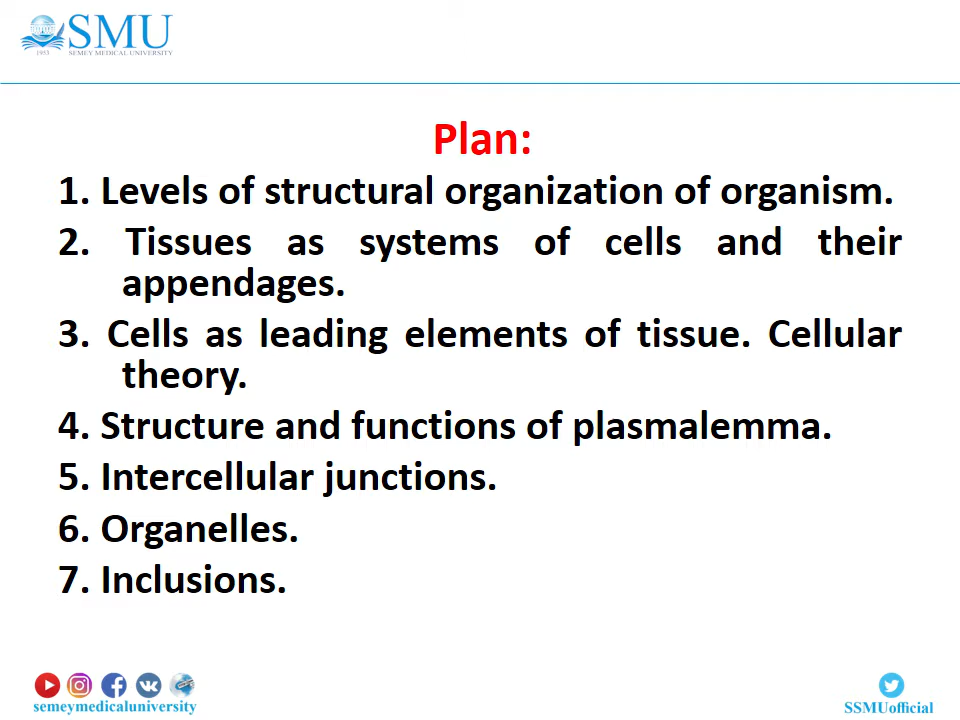 SMU
1953 SEMEY MEDICAL UNIVERSITY
Plan:
1. Levels of structural organization of organism.
2. Tissues as systems of cells and their
appendages.
3. Cells as leading elements of tissue. Cellular
theory.
4. Structure and functions of plasmalemma.
5. Intercellular junctions.
6. Organelles.
7. Inclusions.
semeymedicaluniversity
SSMUofficial